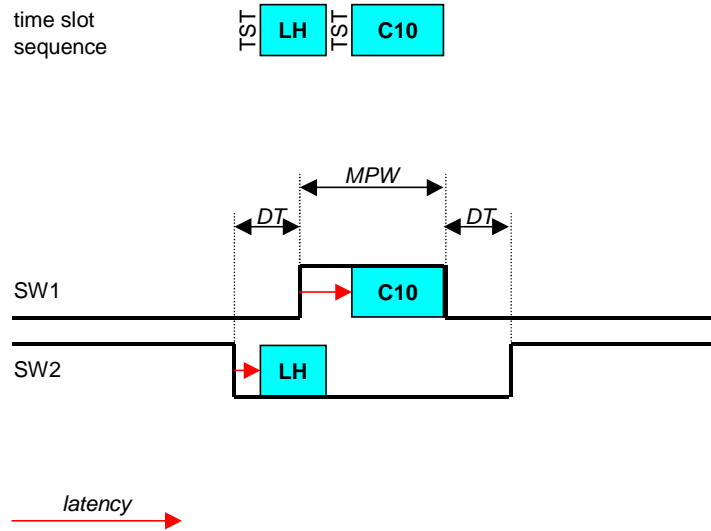 time slot
sequence
TST
LH
TST
C10
MPW
DT
DT
SW1
C10
SW2
LH
latency